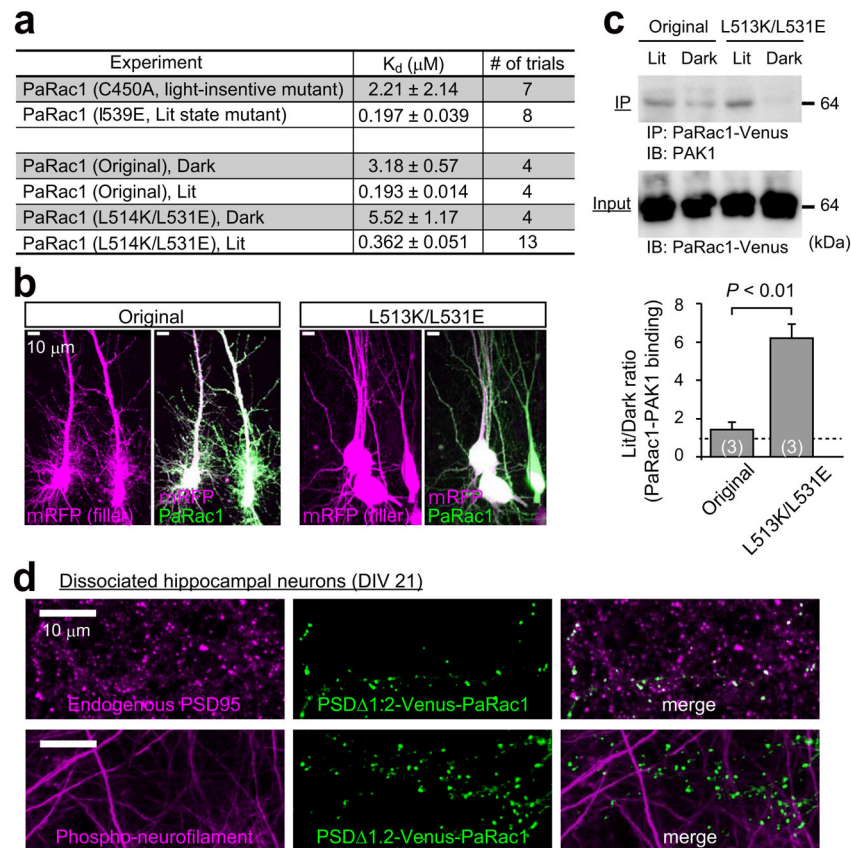 a
Experiment Kd (μM) # of trials
PaRac1 (C450A, light-insentive mutant) 2.21 ± 2.14 7
PaRac1 (I539E, Lit state mutant) 0.197 ± 0.039 8
PaRac1 (Original), Dark 3.18 ± 0.57 4
PaRac1 (Original), Lit 0.193 ± 0.014 4
PaRac1 (L514K/L531E), Dark 5.52 ± 1.17 4
PaRac1 (L514K/L531E), Lit 0.362 ± 0.051 13
b
Original L513K/L531E
10 μm
mRFP (filler)
mRFP
PaRac1
mRFP (filler)
mRFP
PaRac1
c
Original L513K/L531E
Lit Dark Lit Dark
IP
64
IP: PaRac1-Venus
IB: PAK1
Input
64
IB: PaRac1-Venus
(kDa)
P < 0.01
8
6
4
2
0
Lit/Dark ratio
(PaRac1-PAK1 binding)
(3) (3)
Original
L513K/L531E
d
Dissociated hippocampal neurons (DIV 21)
10 μm
Endogenous PSD95 PSDΔ1.2-Venus-PaRac1 merge
Phospho-neurofilament PSDΔ1.2-Venus-PaRac1 merge